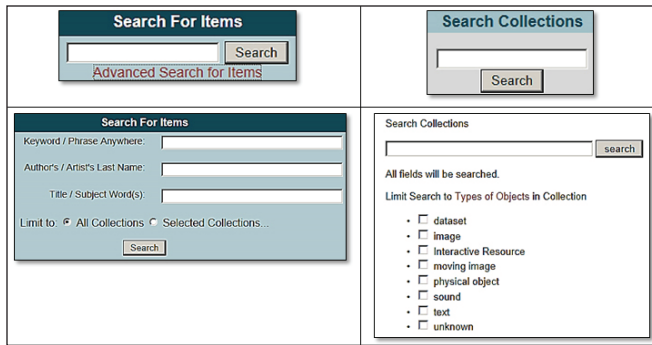 Search For Items
Search
Advanced Search for Items
Search Collections
Search
Search For Items
Keyword / Phrase Anywhere:
Author's / Artist's Last Name:
Title / Subject Word(s):
Limit to: All Collections Selected Collections...
Search
Search Collections
search
All fields will be searched.
Limit Search to Types of Objects in Collection
dataset
image
Interactive Resource
moving image
physical object
sound
text
unknown